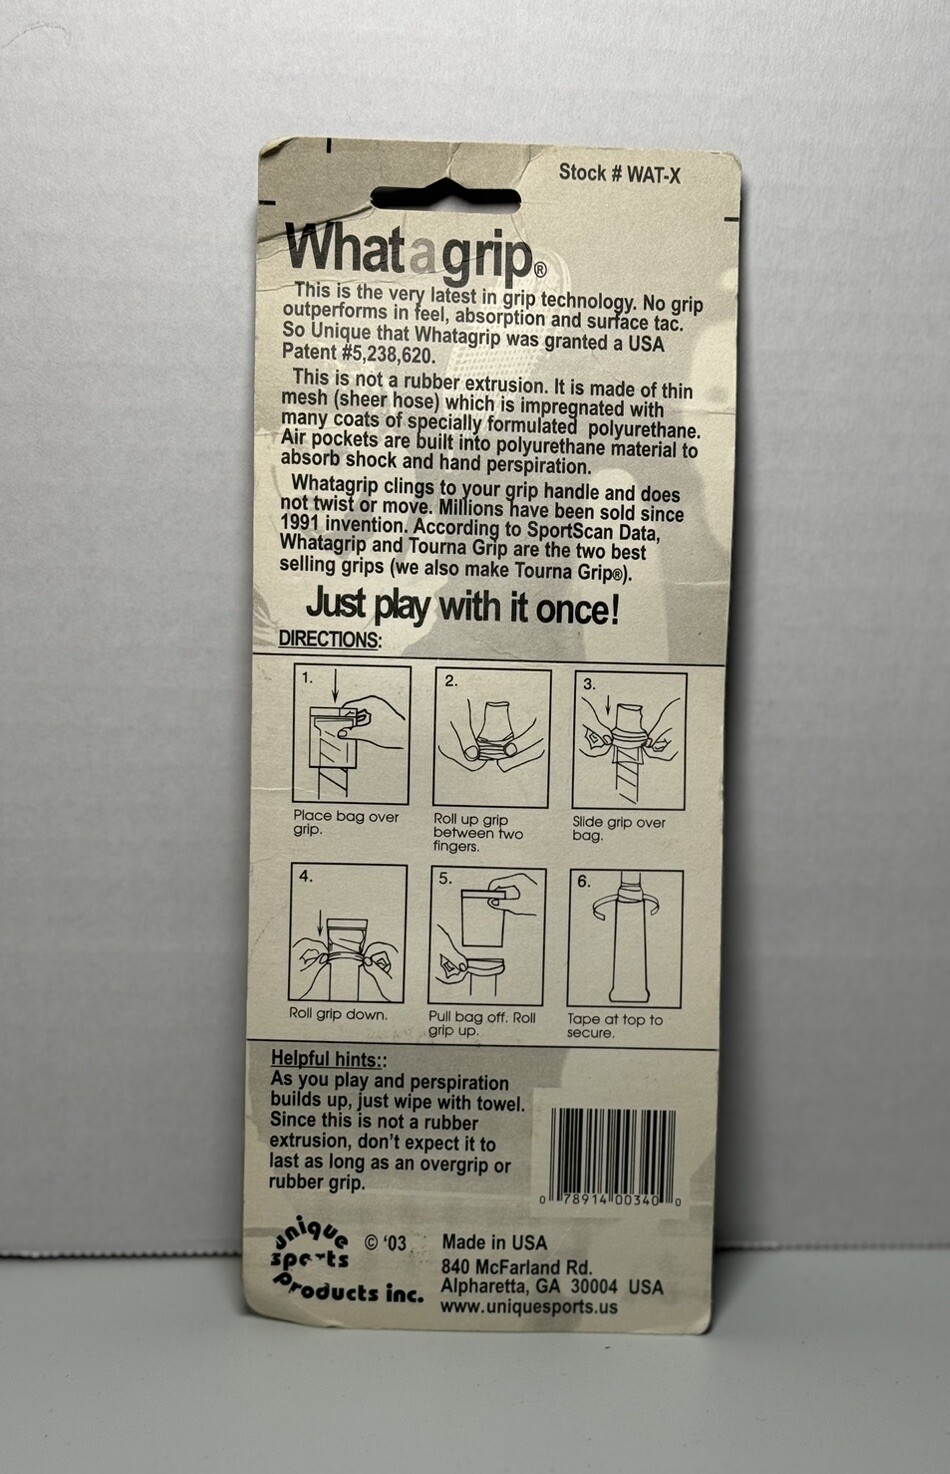 Stock # WAT-X
Whatagrip®
This is the very latest in grip technology. No grip
outperforms in feel, absorption and surface tac.
So Unique that Whatagrip was granted a USA
Patent #5,238,620.
This is not a rubber extrusion. It is made of thin
mesh (sheer hose) which is impregnated with
many coats of specially formulated polyurethane.
Air pockets are built into polyurethane material to
absorb shock and hand perspiration.
Whatagrip clings to your grip handle and does
not twist or move. Millions have been sold since
1991 invention. According to SportScan Data,
Whatagrip and Tourna Grip are the two best
selling grips (we also make Tourna Grip®).
Just play with it once!
DIRECTIONS:
1.
Place bag over
grip.
2.
Roll up grip
between two
fingers.
3.
Slide grip over
bag.
4.
Roll grip down.
5.
Pull bag off. Roll
grip up.
6.
Tape at top to
secure.
Helpful hints::
As you play and perspiration
builds up, just wipe with towel.
Since this is not a rubber
extrusion, don't expect it to
last as long as an overgrip or
rubber grip.
0 78914 00340 0
unique
sports
Products inc.
© '03
Made in USA
840 McFarland Rd.
Alpharetta, GA 30004 USA
www.uniquesports.us